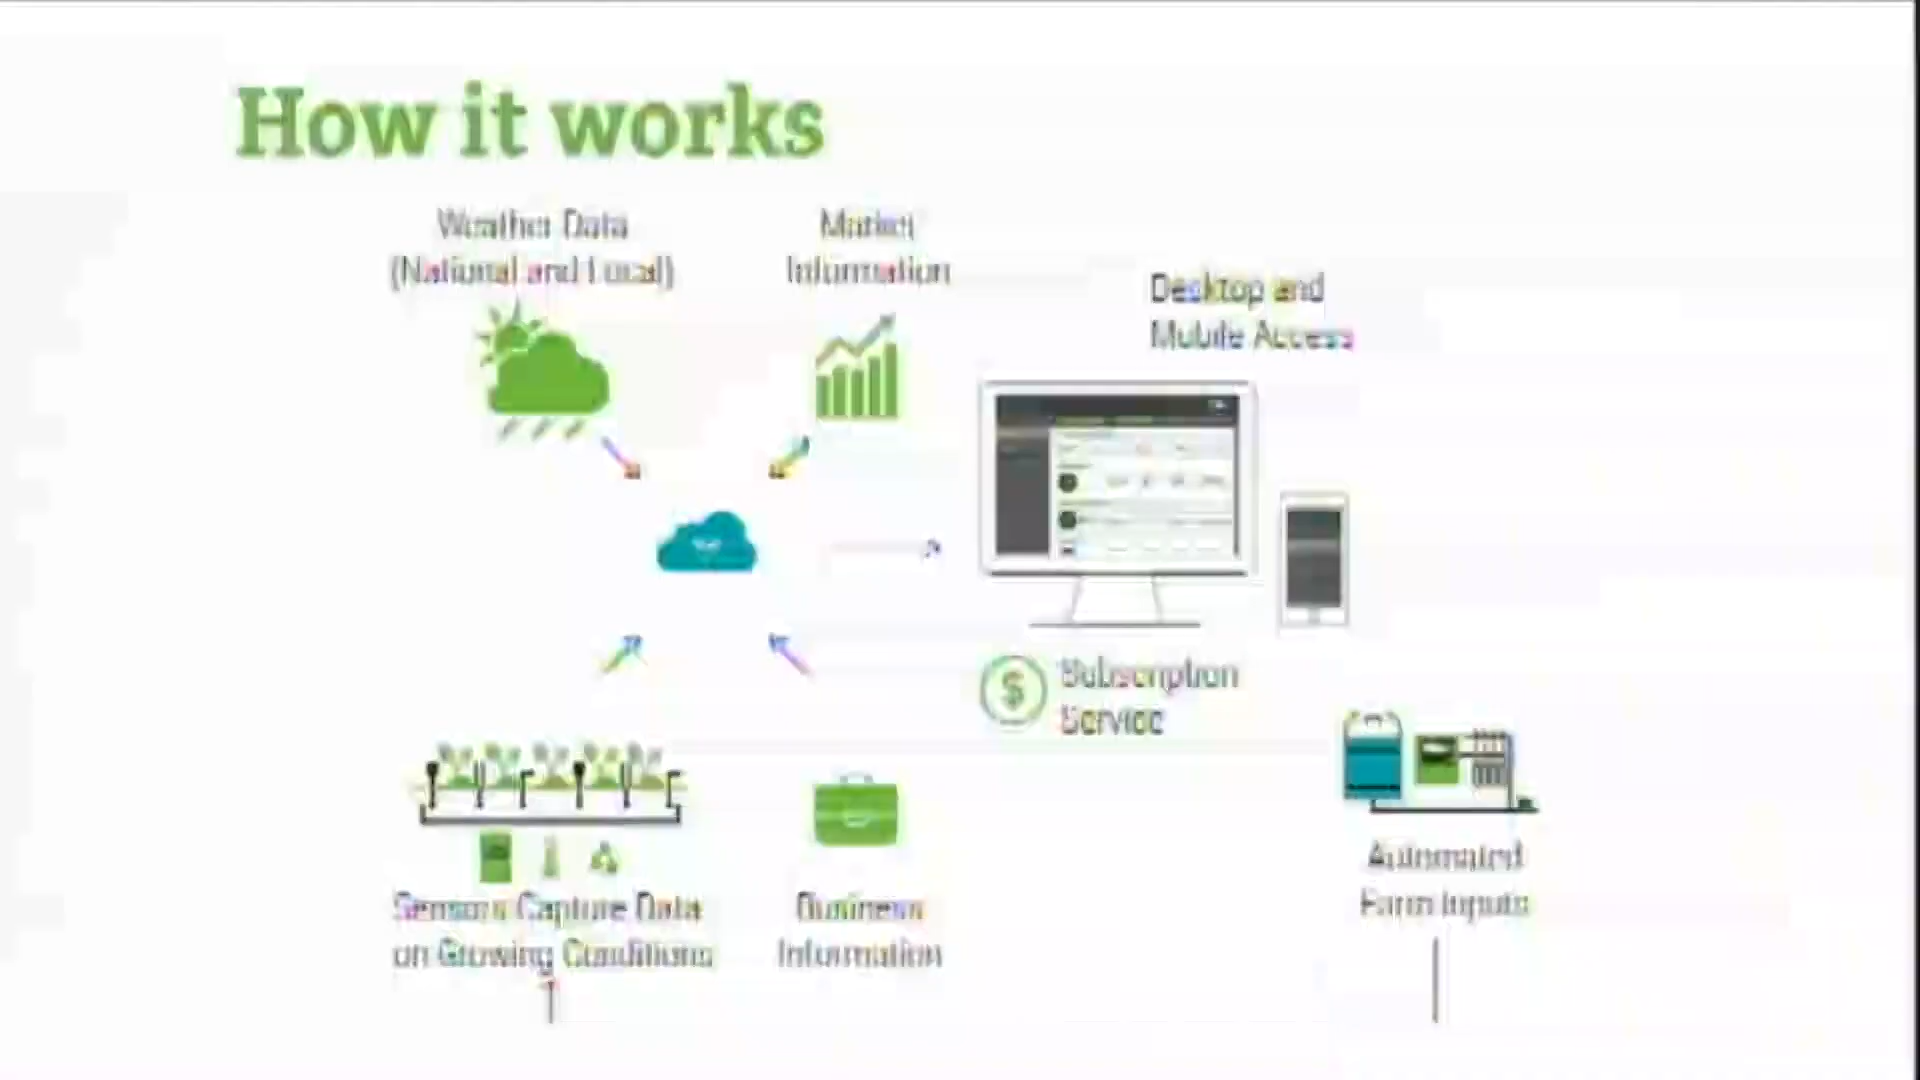 How it works
Weather Data
(National and Local)
Market
Information
Desktop and
Mobile Access
$
Subscription
Service
Automated
Farm Inputs
Sensors Capture Data
on Growing Conditions
Business
Information